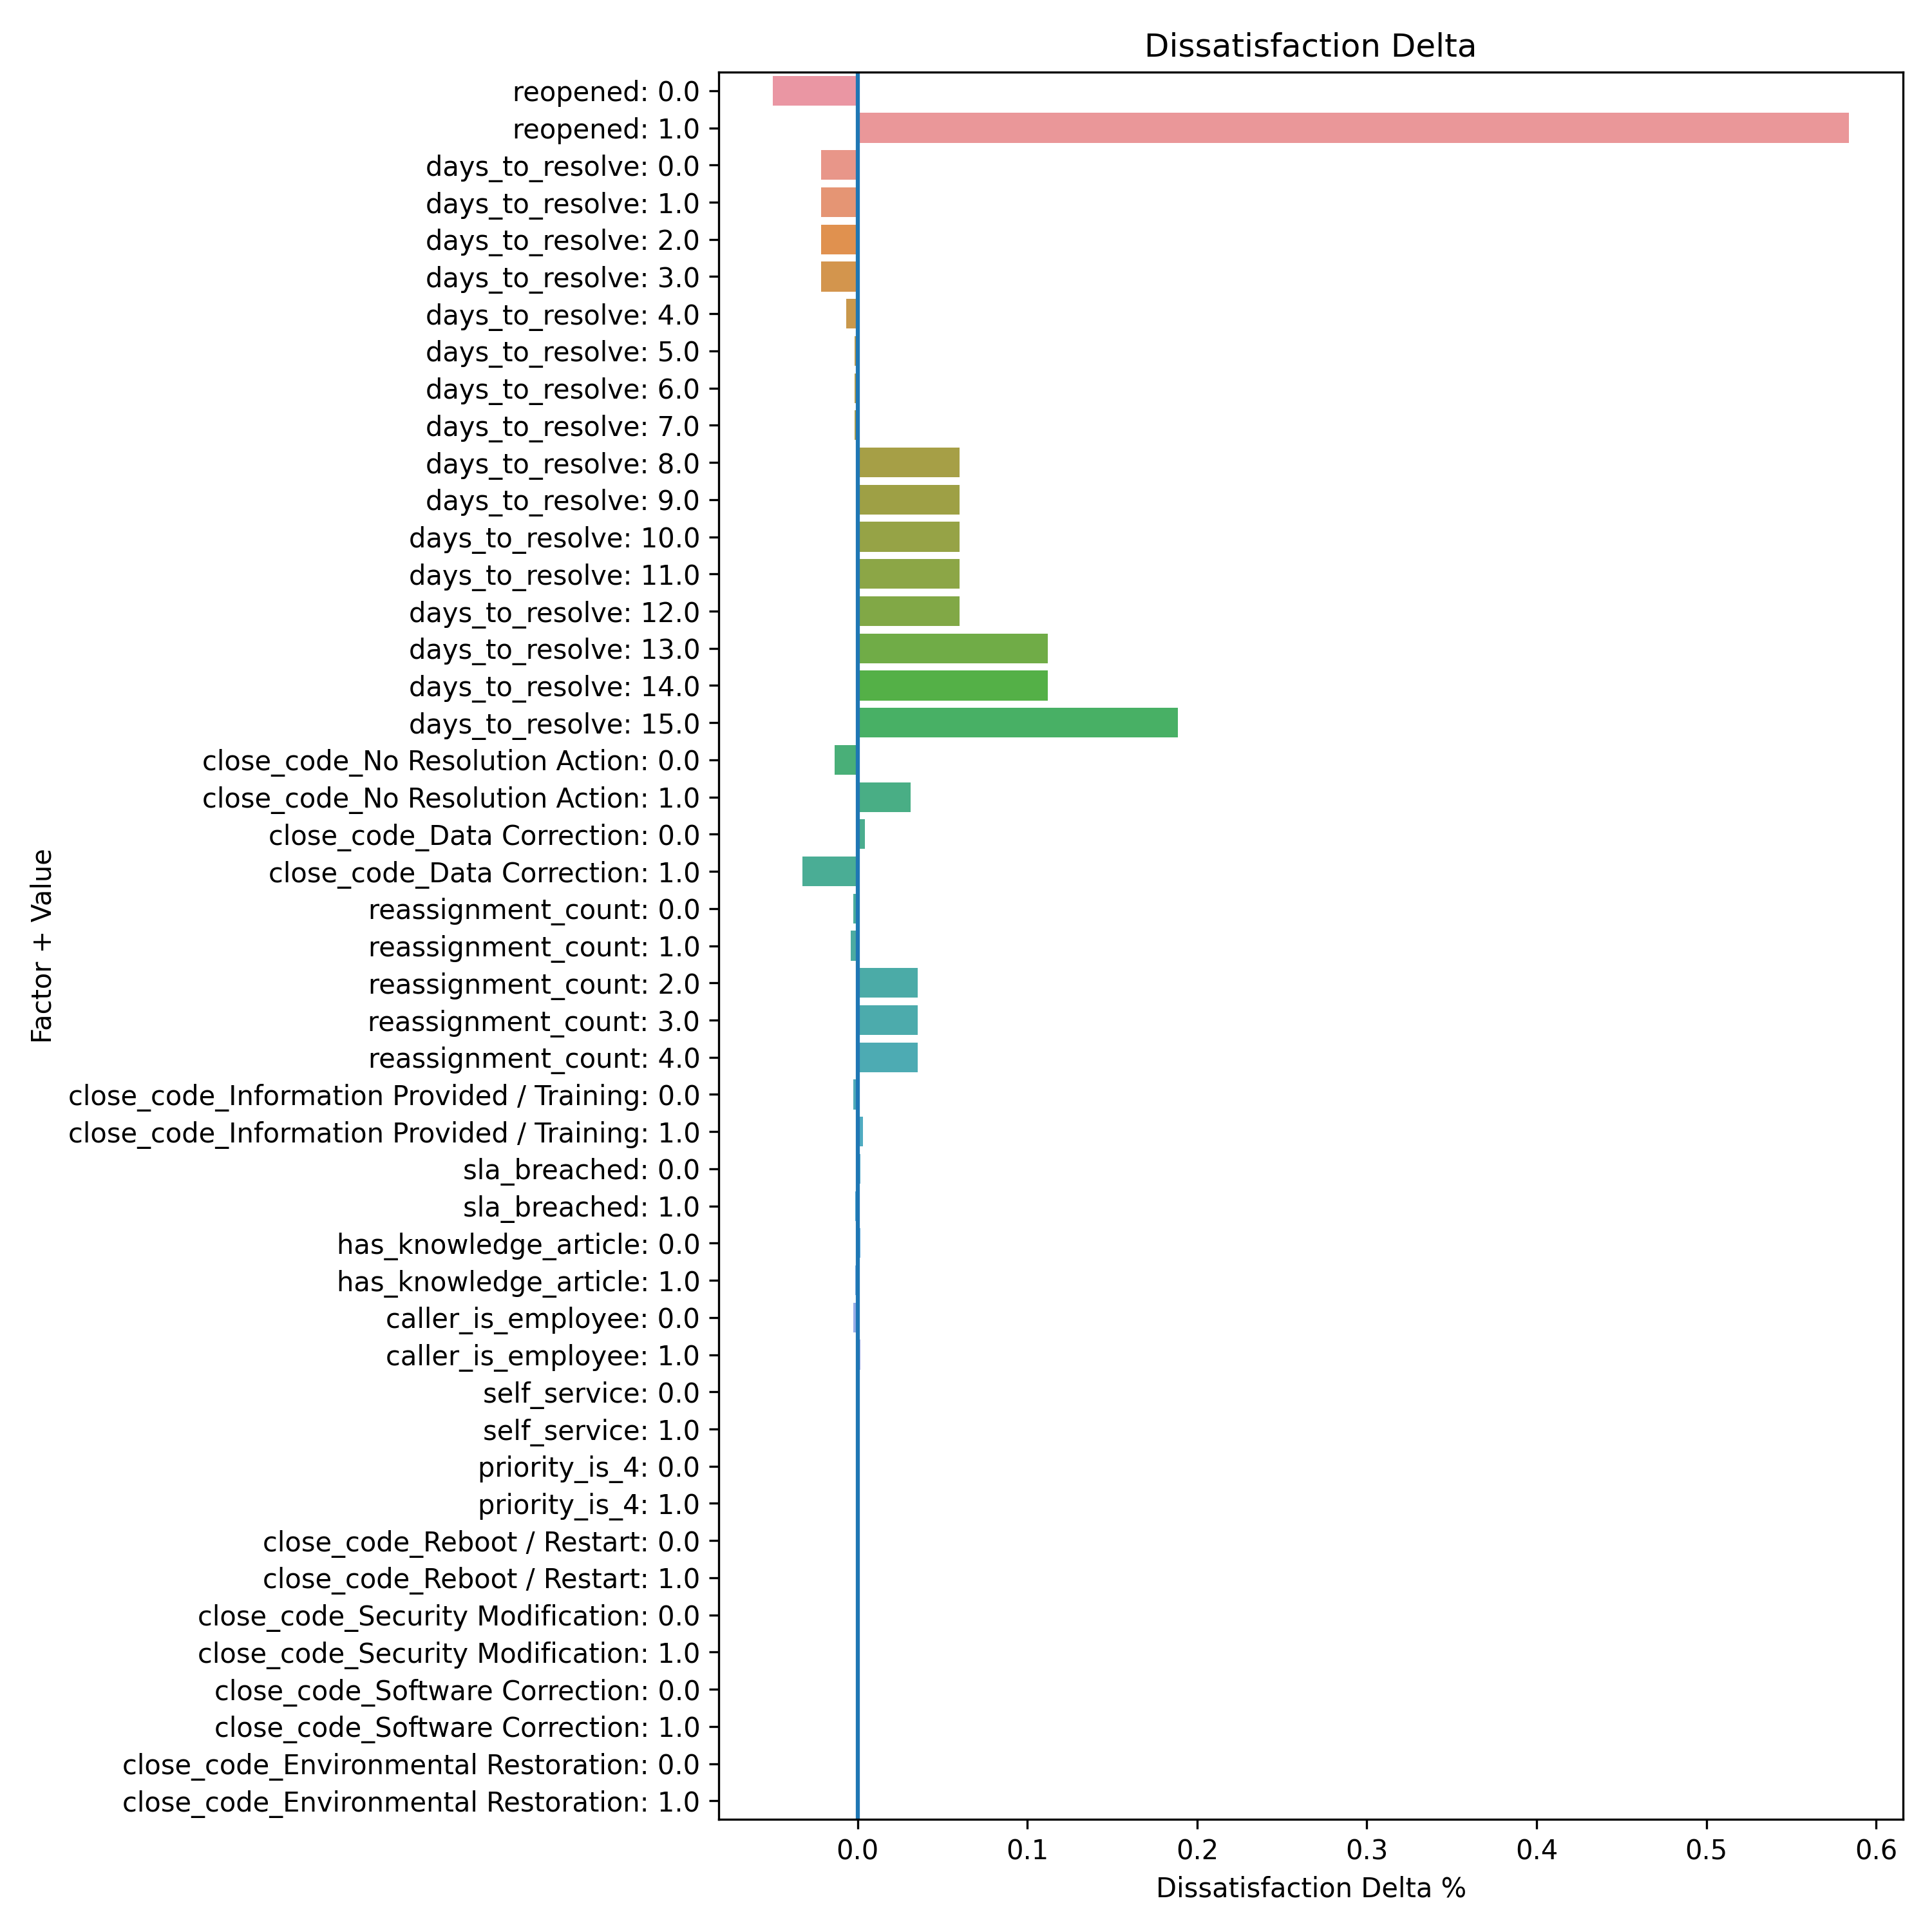 Dissatisfaction Delta
reopened: 0.0
reopened: 1.0
days_to_resolve: 0.0
days_to_resolve: 1.0
days_to_resolve: 2.0
days_to_resolve: 3.0
days_to_resolve: 4.0
days_to_resolve: 5.0
days_to_resolve: 6.0
days_to_resolve: 7.0
days_to_resolve: 8.0
days_to_resolve: 9.0
days_to_resolve: 10.0
days_to_resolve: 11.0
days_to_resolve: 12.0
days_to_resolve: 13.0
days_to_resolve: 14.0
days_to_resolve: 15.0
close_code_No Resolution Action: 0.0
close_code_No Resolution Action: 1.0
close_code_Data Correction: 0.0
close_code_Data Correction: 1.0
reassignment_count: 0.0
reassignment_count: 1.0
reassignment_count: 2.0
reassignment_count: 3.0
reassignment_count: 4.0
close_code_Information Provided / Training: 0.0
close_code_Information Provided / Training: 1.0
sla_breached: 0.0
sla_breached: 1.0
has_knowledge_article: 0.0
has_knowledge_article: 1.0
caller_is_employee: 0.0
caller_is_employee: 1.0
self_service: 0.0
self_service: 1.0
priority_is_4: 0.0
priority_is_4: 1.0
close_code_Reboot / Restart: 0.0
close_code_Reboot / Restart: 1.0
close_code_Security Modification: 0.0
close_code_Security Modification: 1.0
close_code_Software Correction: 0.0
close_code_Software Correction: 1.0
close_code_Environmental Restoration: 0.0
close_code_Environmental Restoration: 1.0
Factor + Value
0.0 0.1 0.2 0.3 0.4 0.5 0.6
Dissatisfaction Delta %